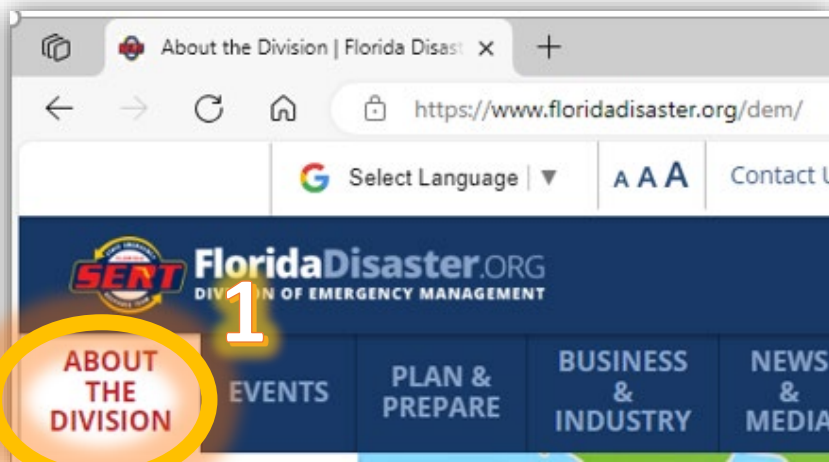 About the Division | Florida Disast
https://www.floridadisaster.org/dem/
Select Language
A A A
Contact U
SERT
FloridaDisaster.ORG
DIVISION OF EMERGENCY MANAGEMENT
1
ABOUT
THE
DIVISION
EVENTS
PLAN &
PREPARE
BUSINESS
&
INDUSTRY
NEWS
&
MEDIA